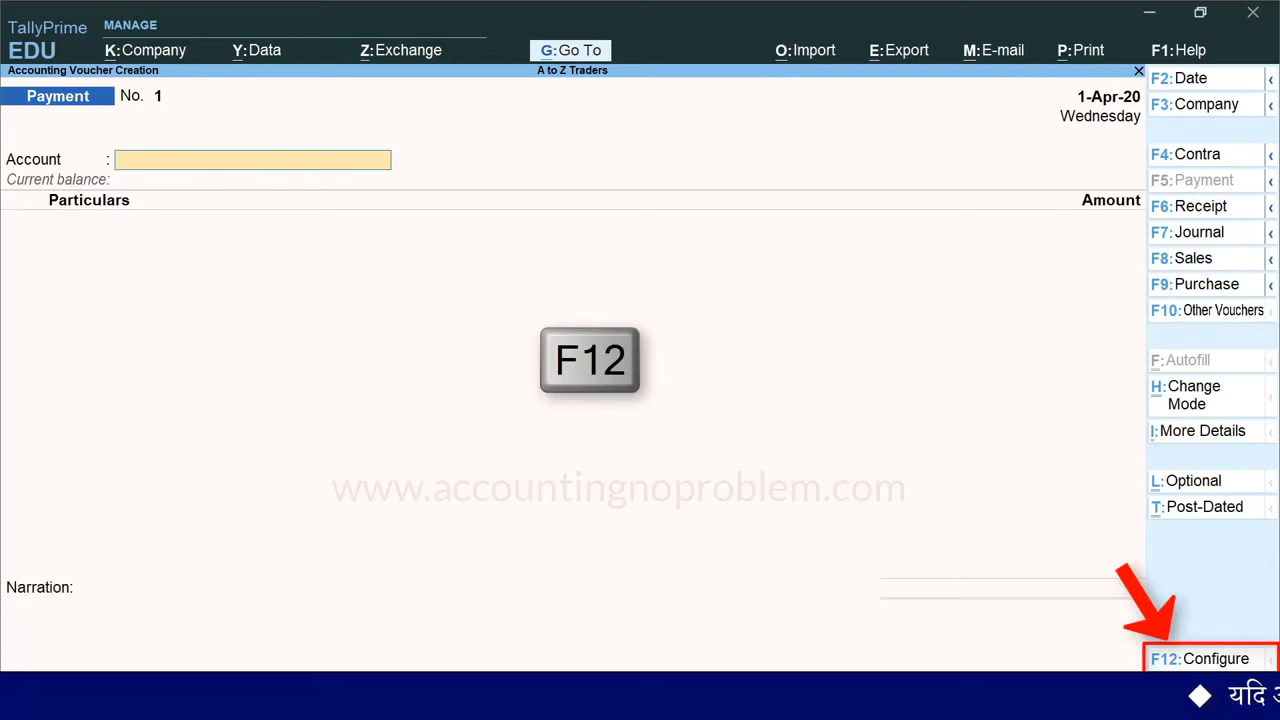 TallyPrime
EDU
MANAGE
K:Company Y:Data Z:Exchange G:Go To O:Import E:Export M:E-mail P:Print F1:Help
Accounting Voucher Creation A to Z Traders
Payment No. 1 1-Apr-20
Wednesday
Account :
Current balance:
Particulars Amount
F12
www.accountingnoproblem.com
Narration:
F2:Date
F3:Company
F4:Contra
F5:Payment
F6:Receipt
F7:Journal
F8:Sales
F9:Purchase
F10:Other Vouchers
F:Autofill
H:Change
Mode
I:More Details
L:Optional
T:Post-Dated
F12:Configure
यदि